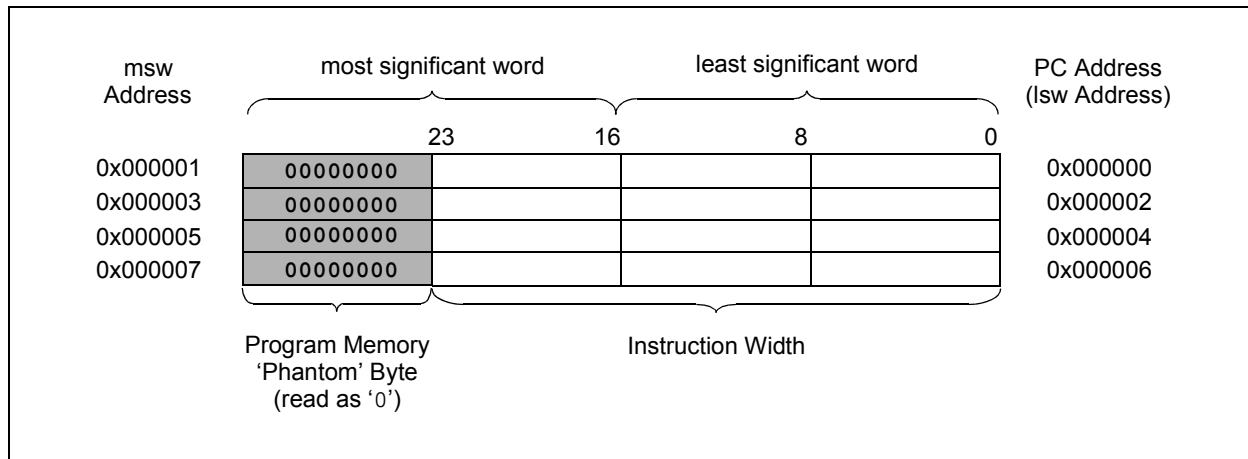 msw
Address
most significant word
least significant word
PC Address
(lsw Address)
23
16
8
0
0x000001
00000000
0x000000
0x000003
00000000
0x000002
0x000005
00000000
0x000004
0x000007
00000000
0x000006
Program Memory
‘Phantom’ Byte
(read as ‘0’)
Instruction Width